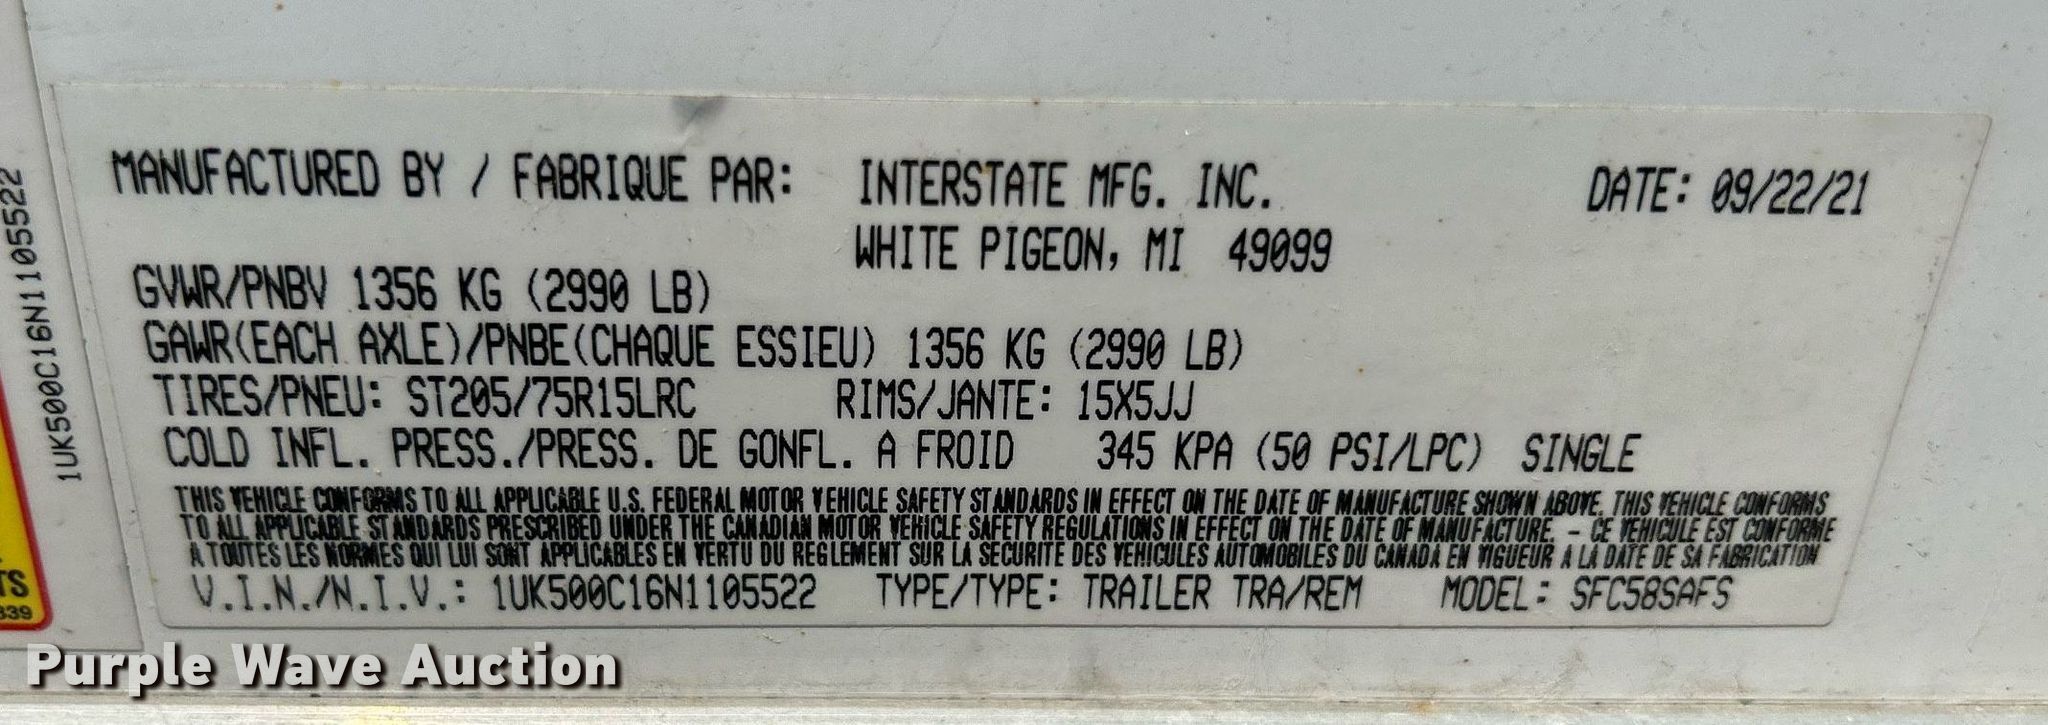 MANUFACTURED BY / FABRIQUE PAR: INTERSTATE MFG. INC. DATE: 09/22/21
WHITE PIGEON, MI 49099
GVWR/PNBV 1356 KG (2990 LB)
GAWR(EACH AXLE)/PNBE(CHAQUE ESSIEU) 1356 KG (2990 LB)
TIRES/PNEU: ST205/75R15LRC RIMS/JANTE: 15X5JJ
COLD INFL. PRESS./PRESS. DE GONFL. A FROID 345 KPA (50 PSI/LPC) SINGLE
THIS VEHICLE CONFORMS TO ALL APPLICABLE U.S. FEDERAL MOTOR VEHICLE SAFETY STANDARDS IN EFFECT ON THE DATE OF MANUFACTURE SHOWN ABOVE. THIS VEHICLE CONFORMS
TO ALL APPLICABLE STANDARDS PRESCRIBED UNDER THE CANADIAN MOTOR VEHICLE SAFETY REGULATIONS IN EFFECT ON THE DATE OF MANUFACTURE. - CE VEHICULE EST CONFORME
A TOUTES LES NORMES QUI LUI SONT APPLICABLES EN VERTU DU REGLEMENT SUR LA SECURITE DES VEHICULES AUTOMOBILES DU CANADA EN VIGUEUR A LA DATE DE SA FABRICATION
V.I.N./N.I.V.: 1UK500C16N1105522 TYPE/TYPE: TRAILER TRA/REM MODEL: SFC58SAFS
1UK500C16N1105522
TS
839
Purple Wave Auction